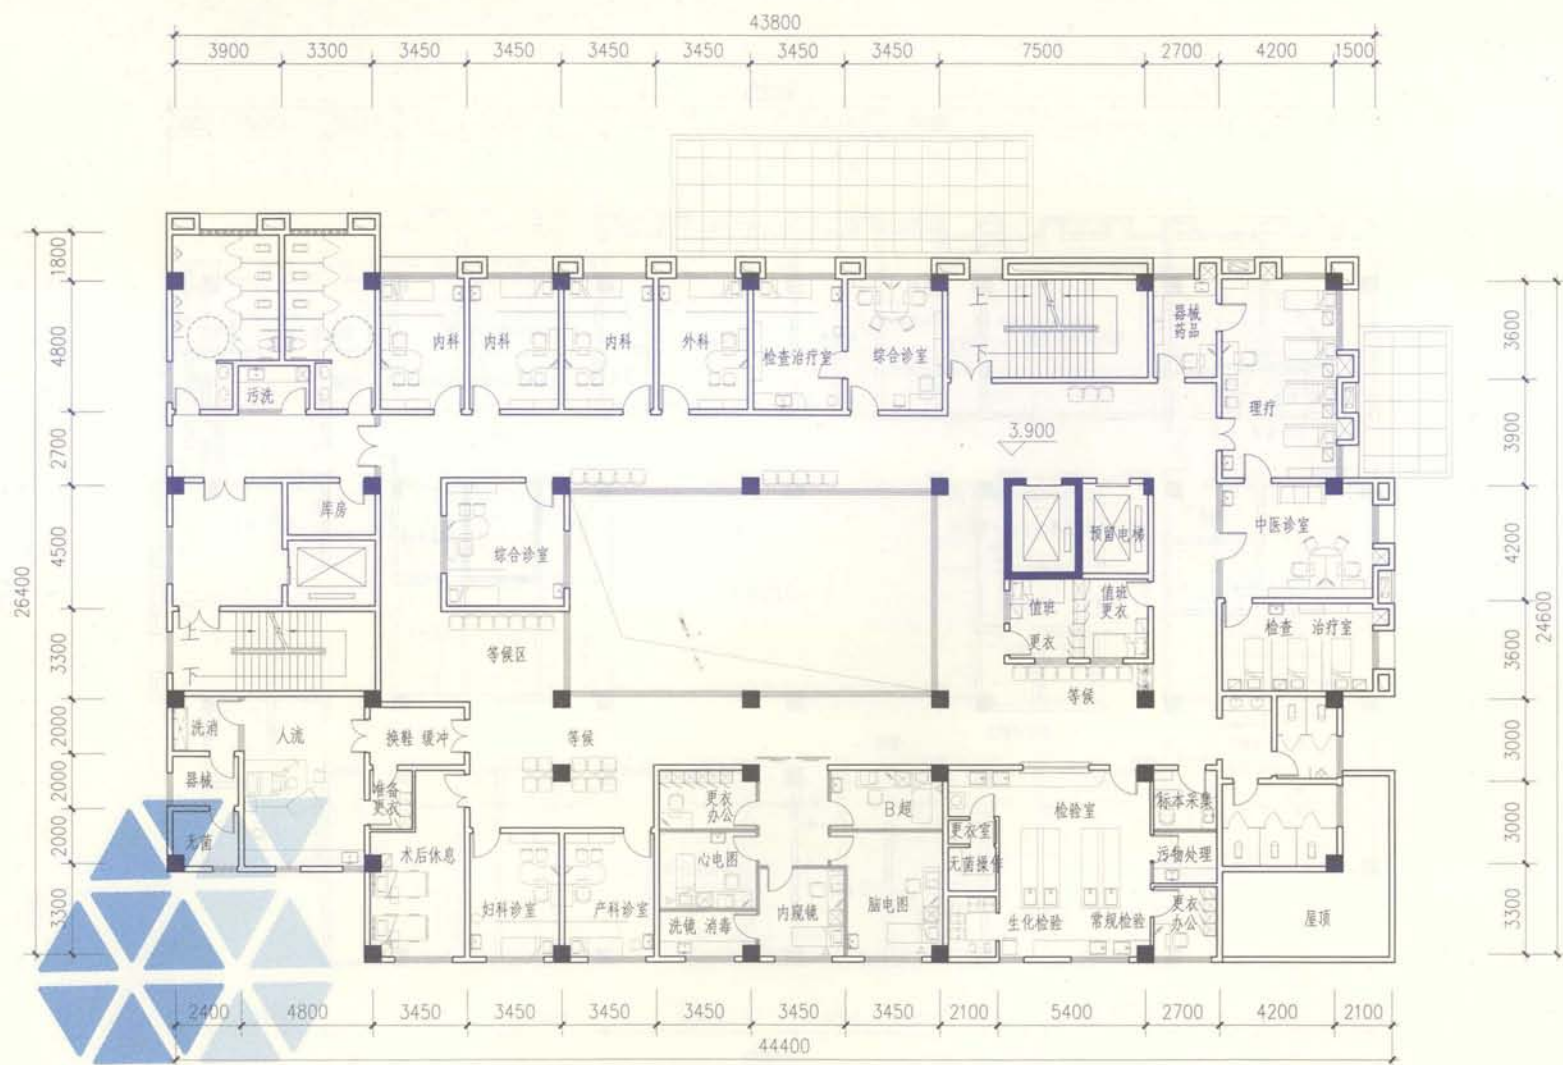 43800
3900 3300 3450 3450 3450 3450 3450 3450 7500 2700 4200 1500
1800
4800
2700
4500
3300
2000
2000
2000
3300
26400
3600
3900
4200
3600
3000
3000
3300
24600
污洗
内科
内科
内科
外科
检查治疗室
综合诊室
上
下
器械
药品
理疗
3.900
库房
综合诊室
预留电梯
中医诊室
值班
更衣
值班
更衣
检查 治疗室
上
下
等候区
等候
洗消
人流
换鞋 缓冲
等候
器械
准备
更衣
无菌
术后休息
妇科诊室
产科诊室
更衣
办公
心电图
洗镜 消毒
内窥镜
B超
脑电图
更衣室
无菌操作
检验室
生化检验
常规检验
标本采集
污物处理
更衣
办公
屋顶
2400 4800 3450 3450 3450 3450 3450 3450 2100 5400 2700 4200 2100
44400